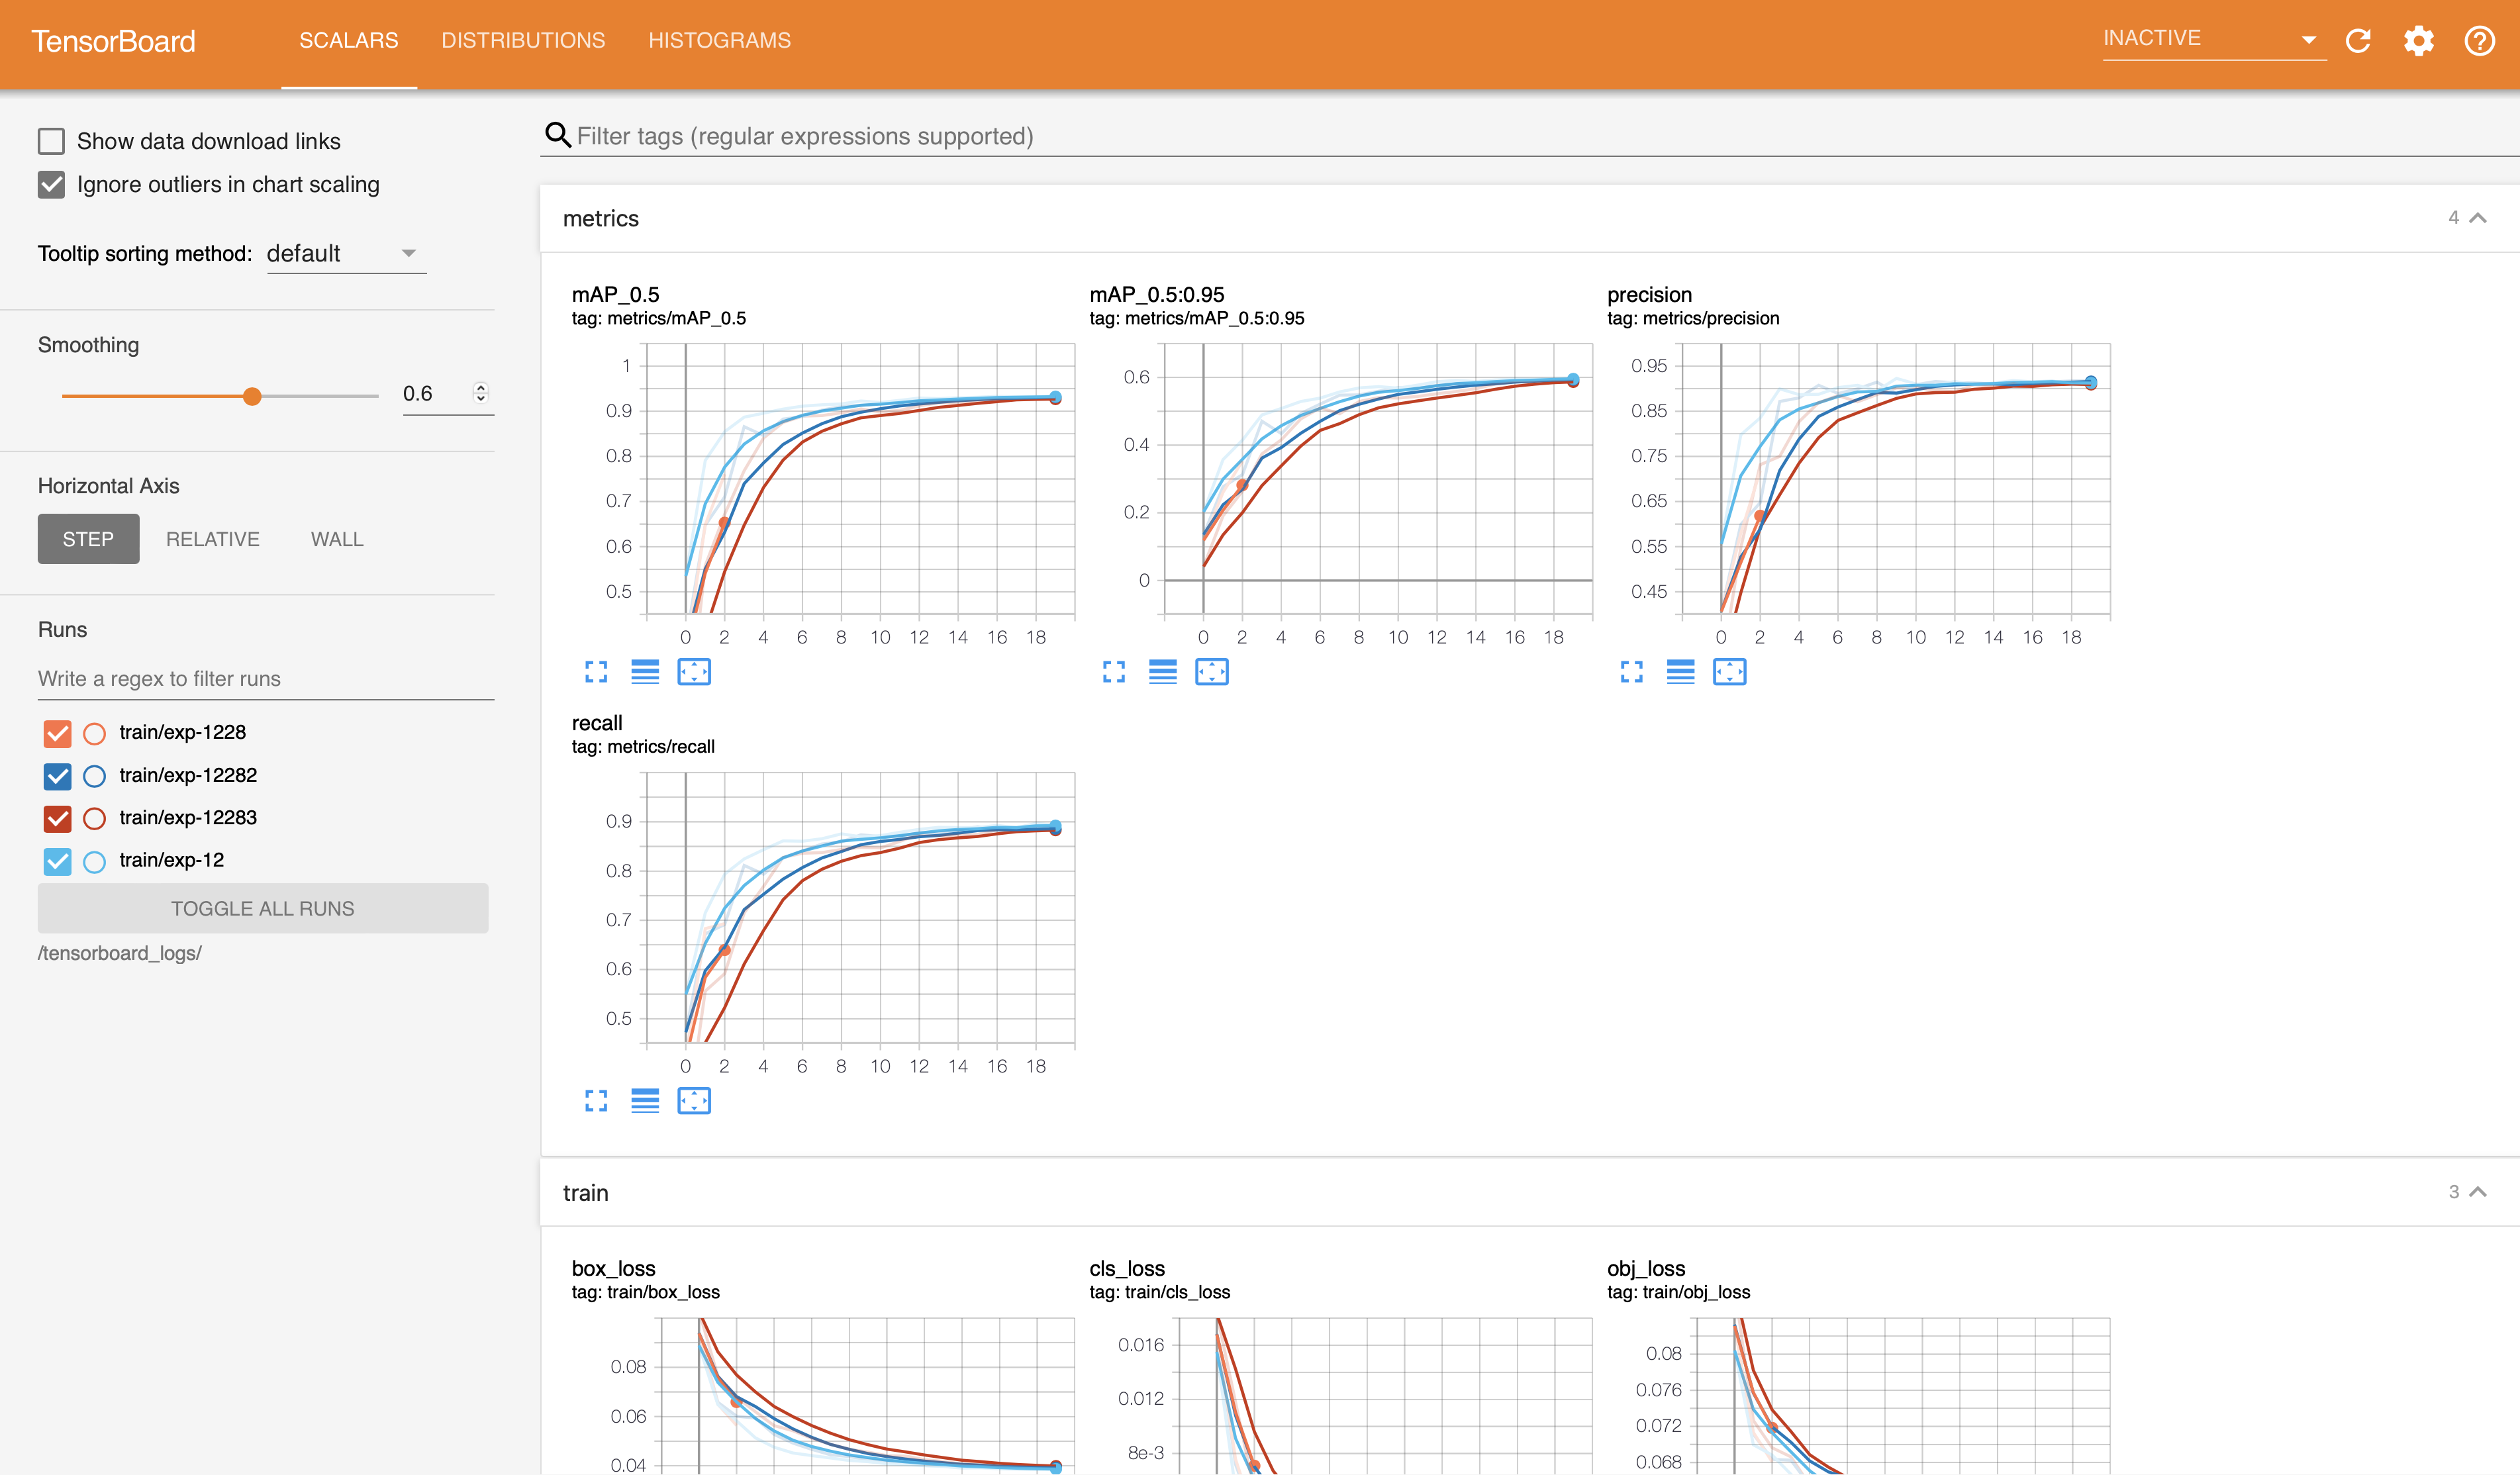 TensorBoard
SCALARS
DISTRIBUTIONS
HISTOGRAMS
INACTIVE
Show data download links
Ignore outliers in chart scaling
Tooltip sorting method: default
Smoothing
0.6
Horizontal Axis
STEP
RELATIVE
WALL
Runs
Write a regex to filter runs
train/exp-1228
train/exp-12282
train/exp-12283
train/exp-12
TOGGLE ALL RUNS
/tensorboard_logs/
Filter tags (regular expressions supported)
metrics
4
mAP_0.5
tag: metrics/mAP_0.5
1
0.9
0.8
0.7
0.6
0.5
0 2 4 6 8 10 12 14 16 18
mAP_0.5:0.95
tag: metrics/mAP_0.5:0.95
0.6
0.4
0.2
0
0 2 4 6 8 10 12 14 16 18
precision
tag: metrics/precision
0.95
0.85
0.75
0.65
0.55
0.45
0 2 4 6 8 10 12 14 16 18
recall
tag: metrics/recall
0.9
0.8
0.7
0.6
0.5
0 2 4 6 8 10 12 14 16 18
train
3
box_loss
tag: train/box_loss
0.08
0.06
0.04
cls_loss
tag: train/cls_loss
0.016
0.012
8e-3
obj_loss
tag: train/obj_loss
0.08
0.076
0.072
0.068